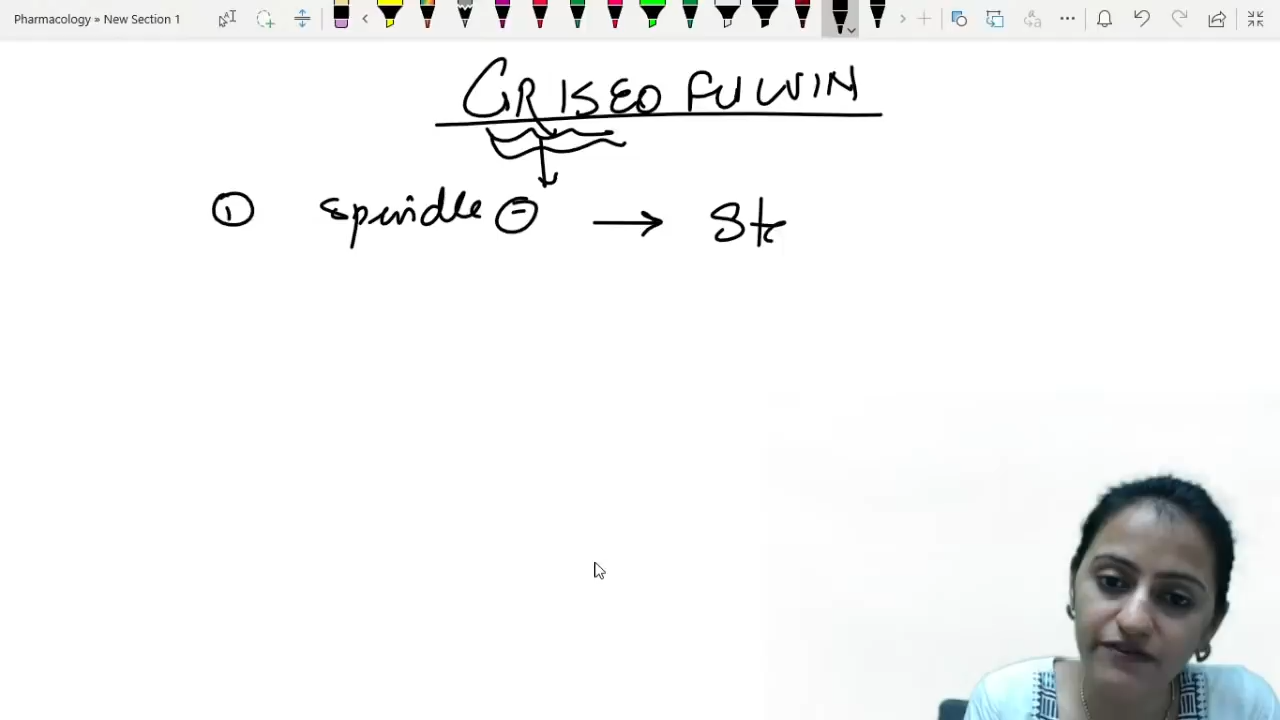 Pharmacology » New Section 1
GRISEOFULVIN
① spindle ⊖ → St